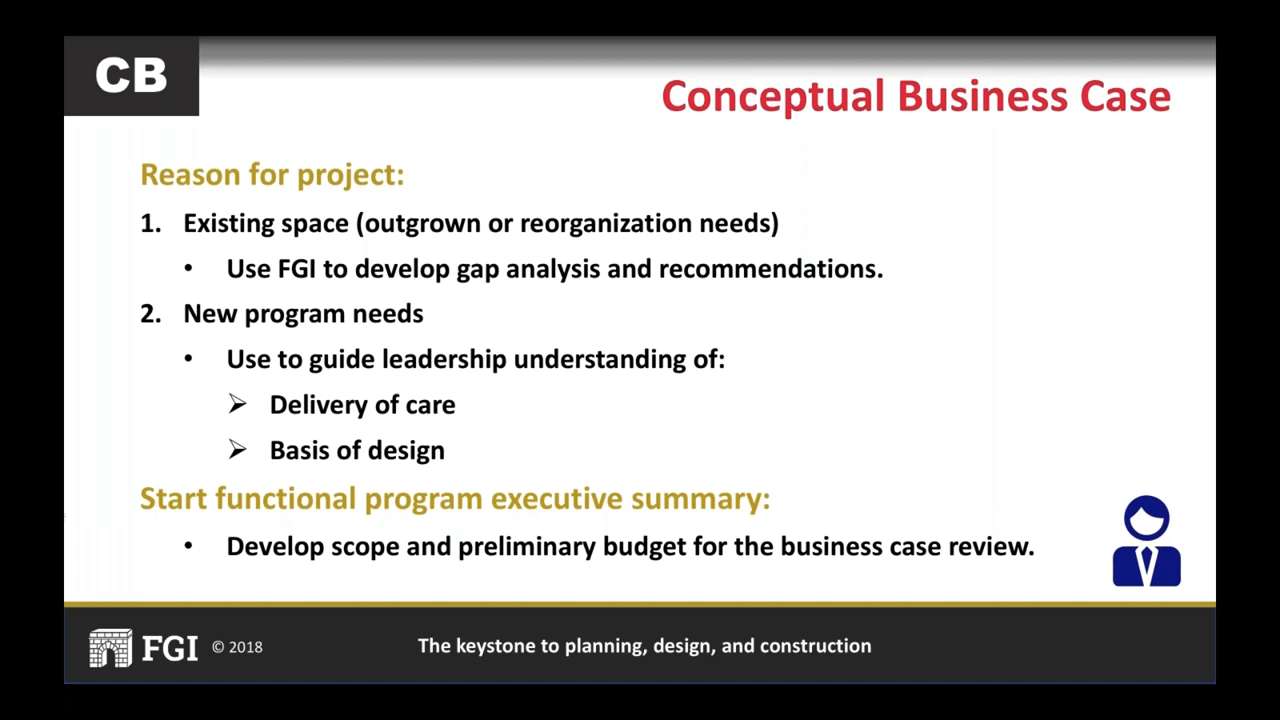 CB
Conceptual Business Case
Reason for project:
1. Existing space (outgrown or reorganization needs)
• Use FGI to develop gap analysis and recommendations.
2. New program needs
• Use to guide leadership understanding of:
➢ Delivery of care
➢ Basis of design
Start functional program executive summary:
• Develop scope and preliminary budget for the business case review.
FGI © 2018
The keystone to planning, design, and construction